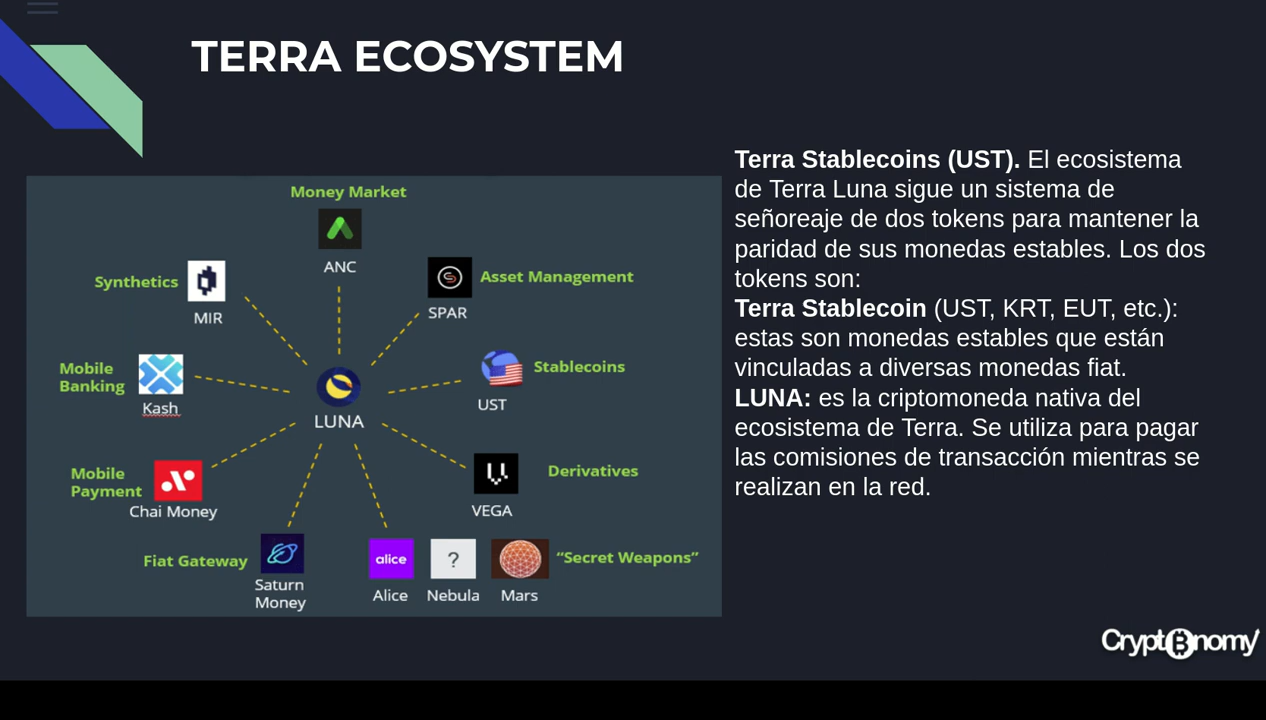 TERRA ECOSYSTEM
Money Market
ANC
Synthetics
MIR
Asset Management
SPAR
Mobile
Banking
Kash
LUNA
Stablecoins
UST
Mobile
Payment
Chai Money
Derivatives
VEGA
Fiat Gateway
Saturn
Money
alice
Alice
?
Nebula
Mars
“Secret Weapons”
Terra Stablecoins (UST). El ecosistema
de Terra Luna sigue un sistema de
señoreaje de dos tokens para mantener la
paridad de sus monedas estables. Los dos
tokens son:
Terra Stablecoin (UST, KRT, EUT, etc.):
estas son monedas estables que están
vinculadas a diversas monedas fiat.
LUNA: es la criptomoneda nativa del
ecosistema de Terra. Se utiliza para pagar
las comisiones de transacción mientras se
realizan en la red.
Cryptonomy